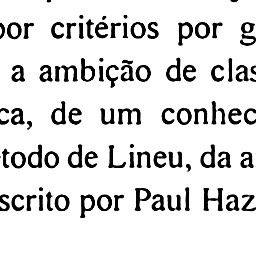 por critérios por g
a ambição de clas
ca, de um conhec
todo de Lineu, da a
scrito por Paul Haz